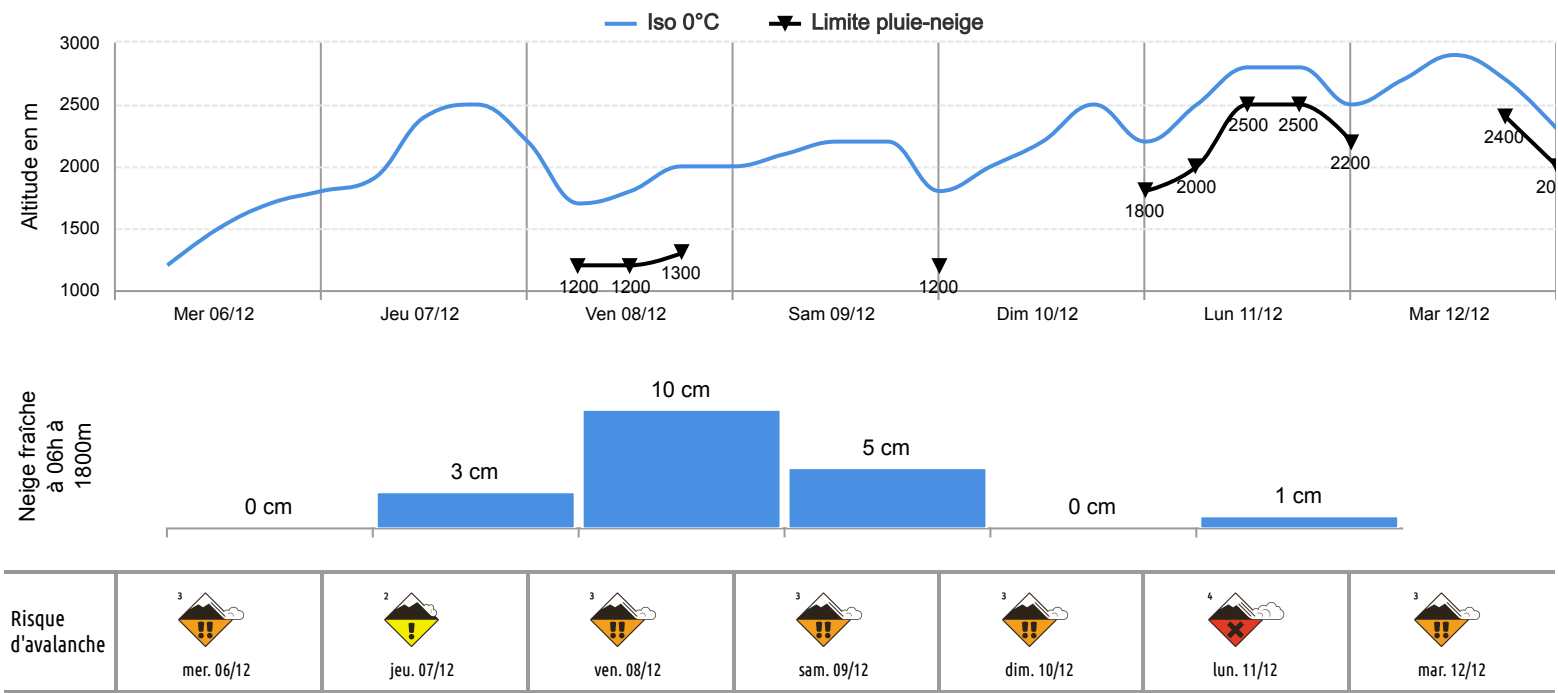 Iso 0°C Limite pluie-neige
Altitude en m
3000
2500
2000
1500
1000
1200 1200 1300 1200 1800 2000 2500 2500 2200 2400 20
Mer 06/12 Jeu 07/12 Ven 08/12 Sam 09/12 Dim 10/12 Lun 11/12 Mar 12/12
Neige fraîche
à 06h à
1800m
0 cm 3 cm 10 cm 5 cm 0 cm 1 cm
Risque
d'avalanche
3 2 3 3 3 4 3
!! ! !! !! !! !!
mer. 06/12 jeu. 07/12 ven. 08/12 sam. 09/12 dim. 10/12 lun. 11/12 mar. 12/12